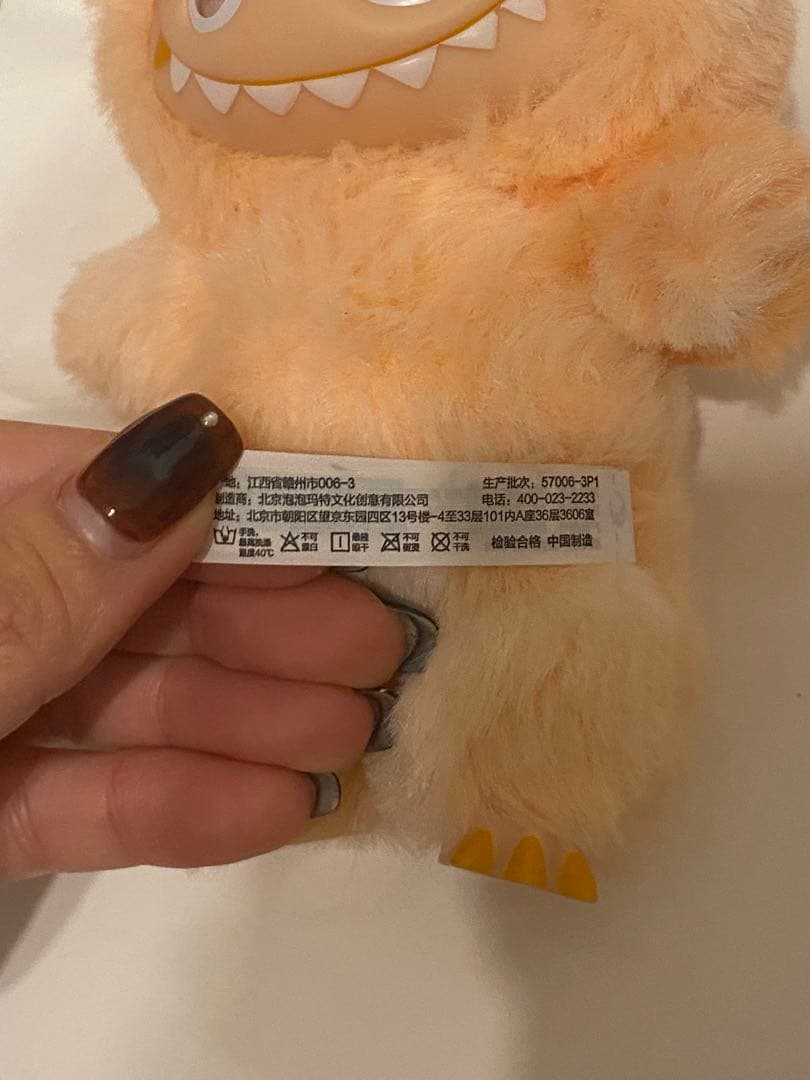 地：江西省赣州市006-3 生产批次：57006-3P1
制造商：北京泡泡玛特文化创意有限公司 电话：400-023-2233
地址：北京市朝阳区望京东园四区13号楼-4至33层101内A座36层3606室
手洗， 不可 悬挂 不可 不可 检验合格 中国制造
最高洗涤 漂白 晾干 熨烫 干洗
温度40℃